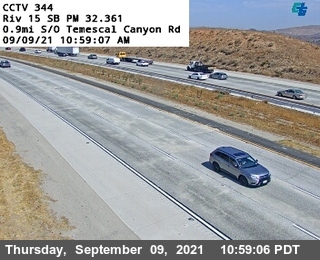 CCTV 344
Riv 15 SB PM 32.361
0.9mi S/O Temescal Canyon Rd
09/09/21 10:59:07 AM
Thursday, September 09, 2021 10:59:06 PDT